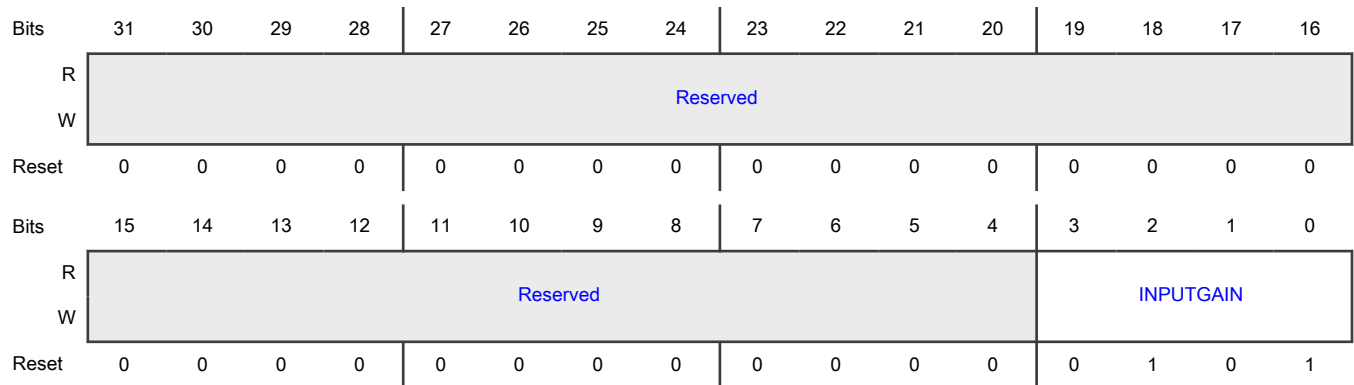 Bits 31 30 29 28 27 26 25 24 23 22 21 20 19 18 17 16
R
Reserved
W
Reset 0 0 0 0 0 0 0 0 0 0 0 0 0 0 0 0
Bits 15 14 13 12 11 10 9 8 7 6 5 4 3 2 1 0
R
Reserved INPUTGAIN
W
Reset 0 0 0 0 0 0 0 0 0 0 0 0 0 1 0 1